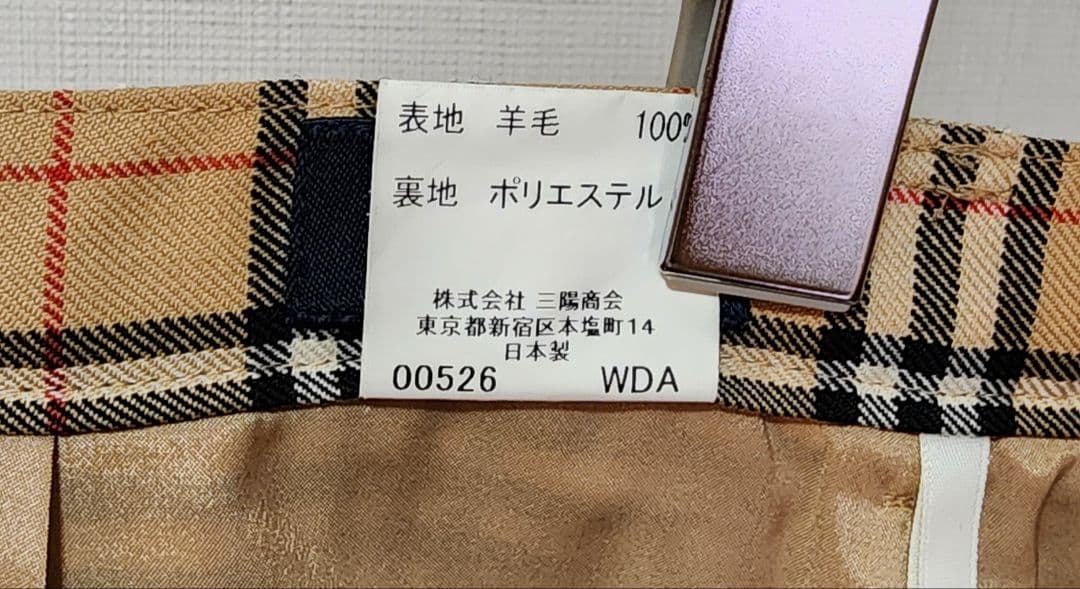 表地 羊毛 100%
裏地 ポリエステル
株式会社 三陽商会
東京都新宿区本塩町14
日本製
00526 WDA